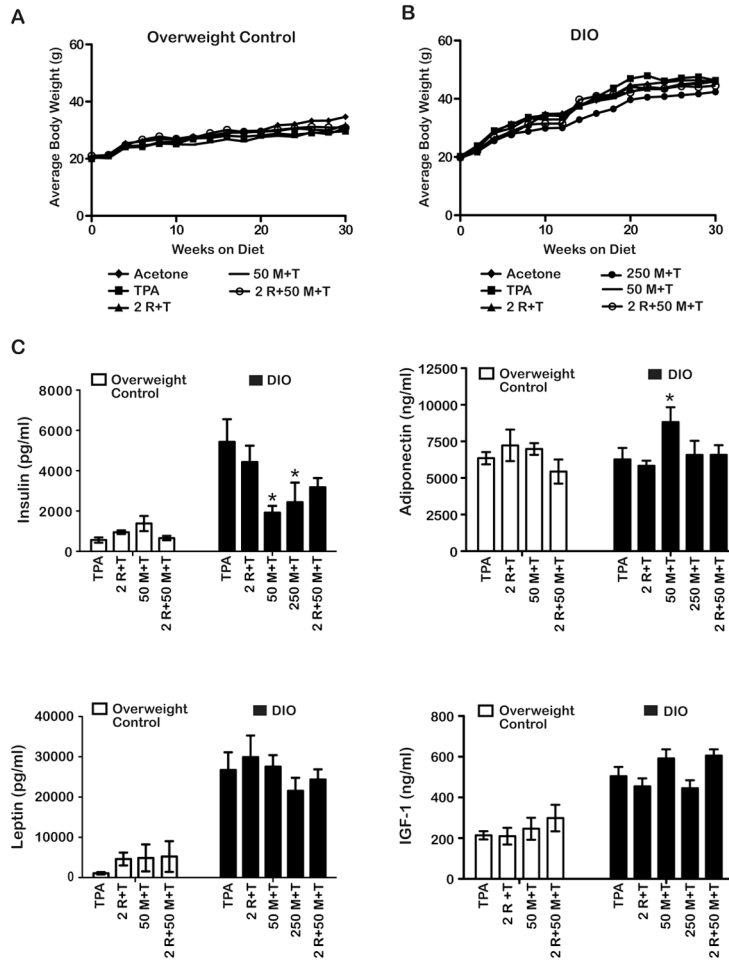 A
Overweight Control
Average Body Weight (g)
60
40
20
0
0 10 20 30
Weeks on Diet
Acetone
TPA
2 R+T
50 M+T
2 R+50 M+T
B
DIO
Average Body Weight (g)
60
40
20
0
0 10 20 30
Weeks on Diet
Acetone
TPA
2 R+T
250 M+T
50 M+T
2 R+50 M+T
C
Overweight
Control
DIO
Insulin (pg/ml)
8000
6000
4000
2000
0
* *
TPA
2 R+T
50 M+T
2 R+50 M+T
TPA
2 R+T
50 M+T
250 M+T
2 R+50 M+T
Overweight
Control
DIO
Adiponectin (ng/ml)
12500
10000
7500
5000
2500
0
*
TPA
2 R+T
50 M+T
2 R+50 M+T
TPA
2 R+T
50 M+T
250 M+T
2 R+50 M+T
Overweight
Control
DIO
Leptin (pg/ml)
40000
30000
20000
10000
0
TPA
2 R+T
50 M+T
2 R+50 M+T
TPA
2 R+T
50 M+T
250 M+T
2 R+50 M+T
Overweight
Control
DIO
IGF-1 (ng/ml)
800
600
400
200
0
TPA
2 R +T
50 M+T
2 R+50 M+T
TPA
2 R+T
50 M+T
250 M+T
2 R+50 M+T